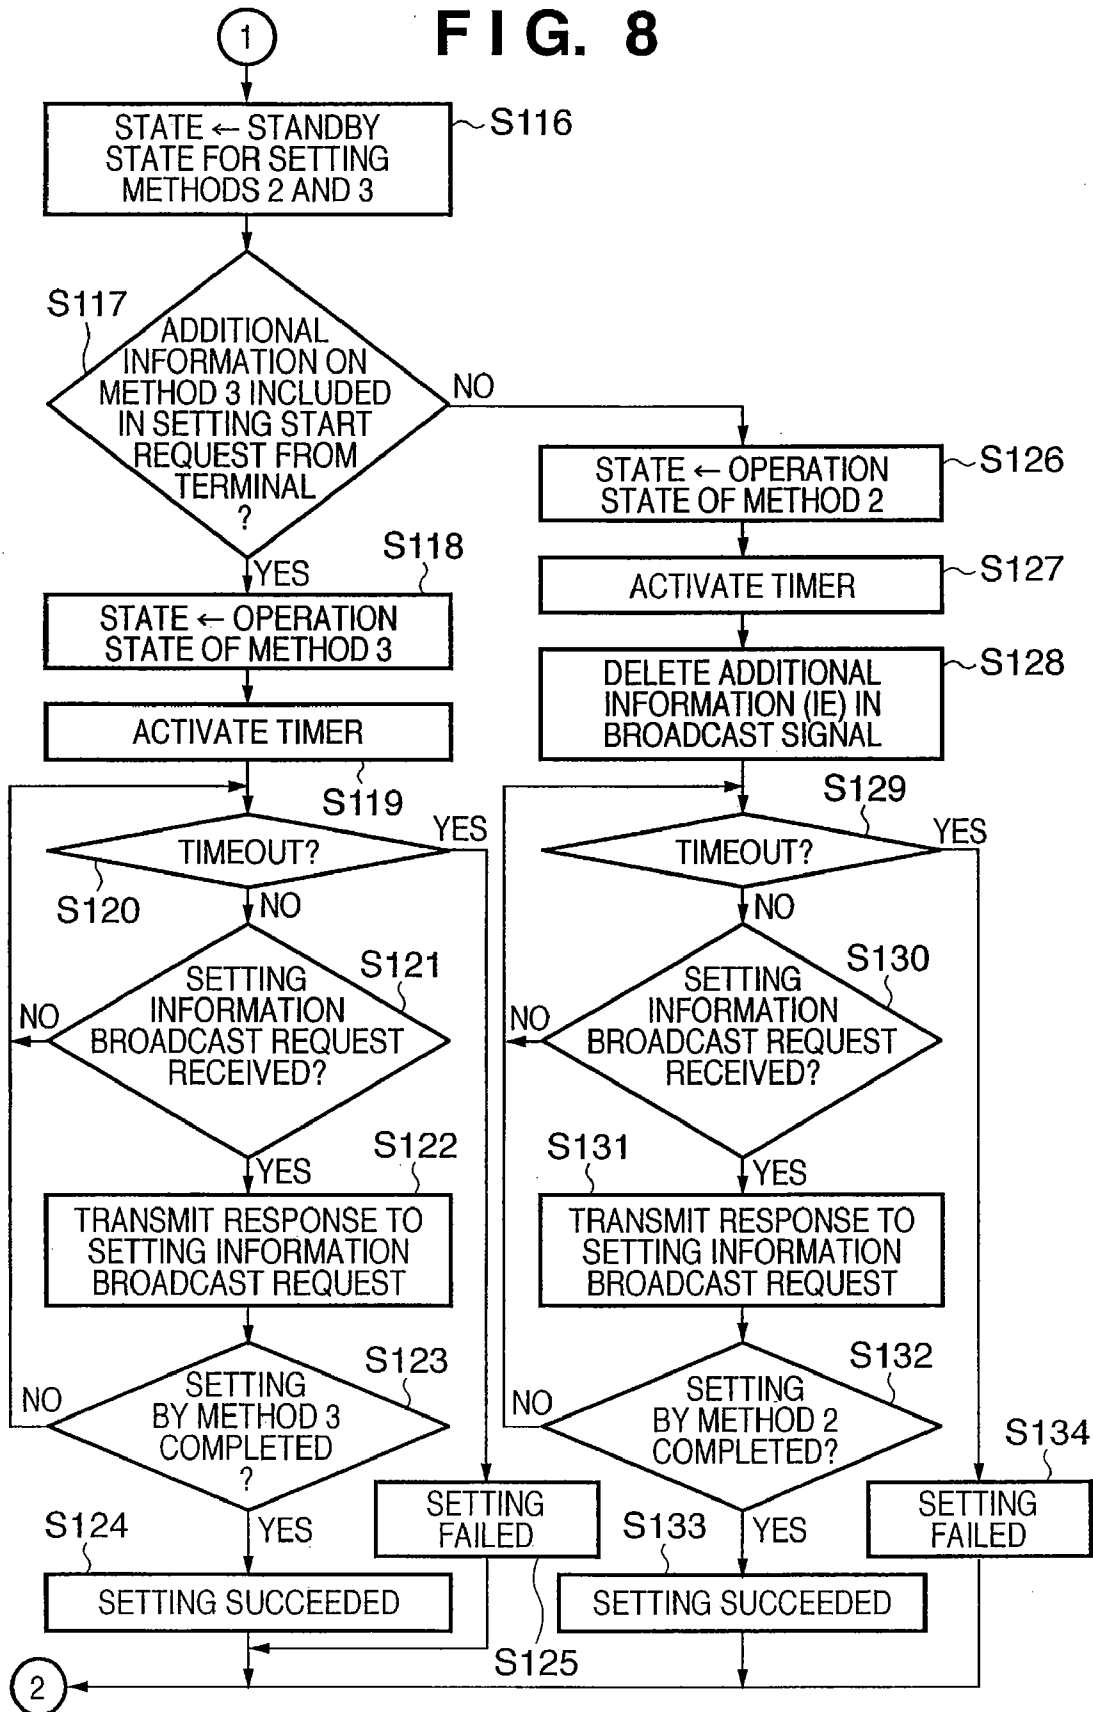 FIG. 8
1
STATE ← STANDBY
STATE FOR SETTING
METHODS 2 AND 3
S116
S117
ADDITIONAL
INFORMATION ON
METHOD 3 INCLUDED
IN SETTING START
REQUEST FROM
TERMINAL
?
NO
YES
S118
STATE ← OPERATION
STATE OF METHOD 3
ACTIVATE TIMER
S119
TIMEOUT?
YES
S120
NO
S121
SETTING
INFORMATION
BROADCAST REQUEST
RECEIVED?
NO
YES
S122
TRANSMIT RESPONSE TO
SETTING INFORMATION
BROADCAST REQUEST
S123
SETTING
BY METHOD 3
COMPLETED
?
NO
YES
S124
SETTING SUCCEEDED
SETTING
FAILED
S125
STATE ← OPERATION
STATE OF METHOD 2
S126
ACTIVATE TIMER
S127
DELETE ADDITIONAL
INFORMATION (IE) IN
BROADCAST SIGNAL
S128
S129
TIMEOUT?
YES
NO
S130
SETTING
INFORMATION
BROADCAST REQUEST
RECEIVED?
NO
YES
S131
TRANSMIT RESPONSE TO
SETTING INFORMATION
BROADCAST REQUEST
S132
SETTING
BY METHOD 2
COMPLETED?
NO
YES
S133
SETTING SUCCEEDED
S134
SETTING
FAILED
2